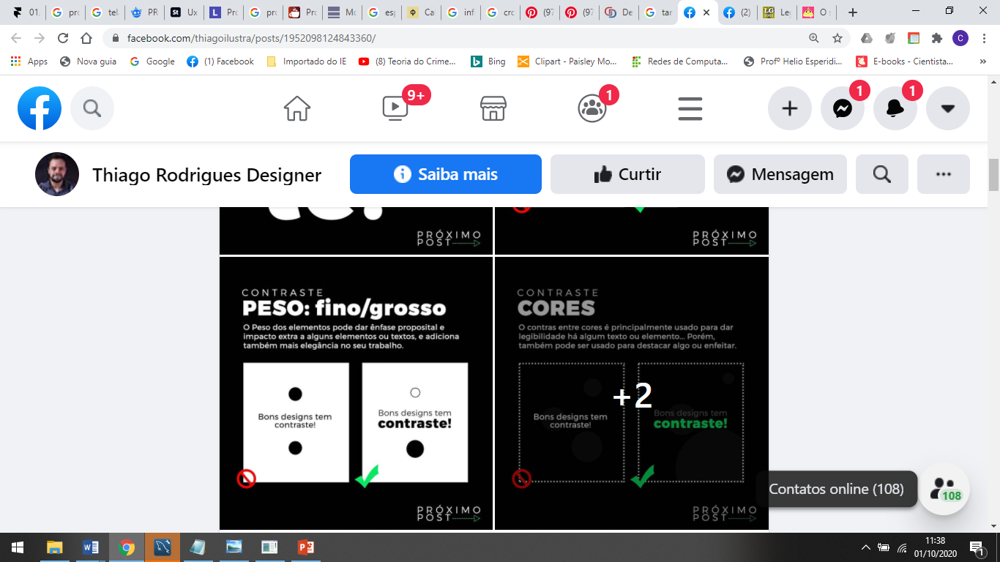 01.
pro
tel.
PR
Ux
Pro
pro
Pro
Mo
esp
Ca
inf
cro
(97
(97
De
tar
(2)
Leg
O s
facebook.com/thiagoilustra/posts/1952098124843360/
C
Apps
Nova guia
Google
(1) Facebook
Importado do IE
(8) Teoria do Crime...
Bing
Clipart - Paisley Mo...
Redes de Computa...
Profº Helio Esperidi...
E-books - Cientista...
9+
1
1
1
Thiago Rodrigues Designer
Saiba mais
Curtir
Mensagem
PRÓXIMO
POST
PRÓXIMO
POST
CONTRASTE
PESO: fino/grosso
O Peso dos elementos pode dar ênfase proposital e
impacto extra a alguns elementos ou textos, e adiciona
também mais elegância no seu trabalho.
Bons designs tem
contraste!
Bons designs tem
contraste!
PRÓXIMO
POST
CONTRASTE
CORES
O contras entre cores é principalmente usado para dar
legibilidade há algum texto ou elemento... Porém,
também pode ser usado para destacar algo ou enfeitar.
+2
Bons designs tem
contraste!
Bons designs tem
contraste!
PRÓXIMO
POST
Contatos online (108)
108
11:38
01/10/2020
1